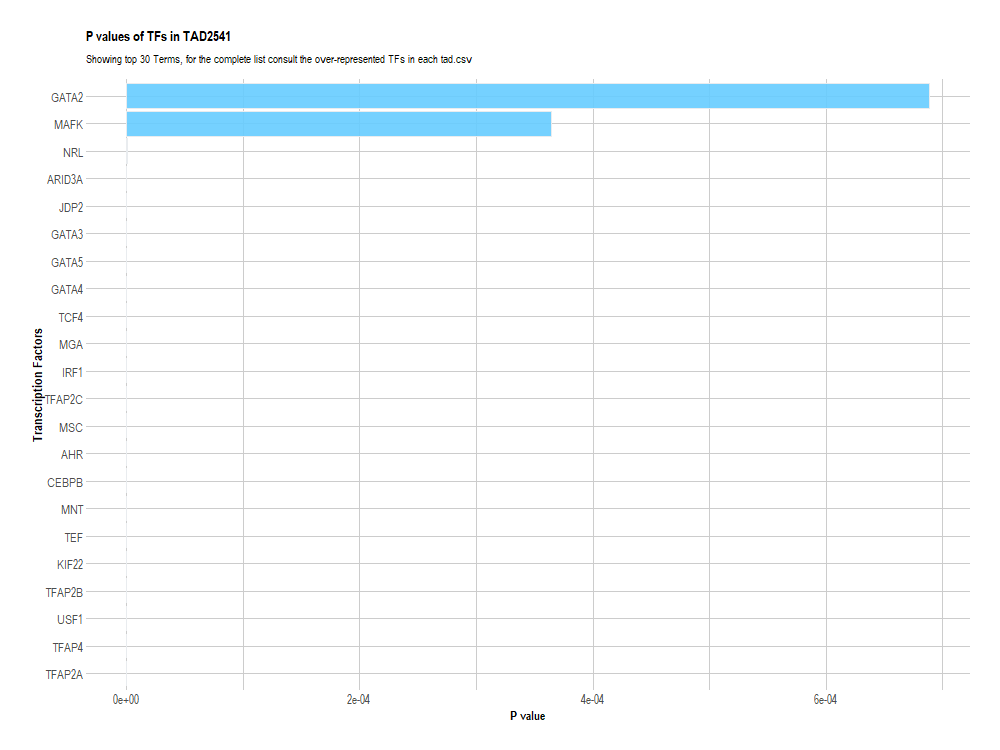 P values of TFs in TAD2541
Showing top 30 Terms, for the complete list consult the over-represented TFs in each tad.csv
Transcription Factors
GATA2
MAFK
NRL
ARID3A
JDP2
GATA3
GATA5
GATA4
TCF4
MGA
IRF1
TFAP2C
MSC
AHR
CEBPB
MNT
TEF
KIF22
TFAP2B
USF1
TFAP4
TFAP2A
0e+00 2e-04 4e-04 6e-04
P value